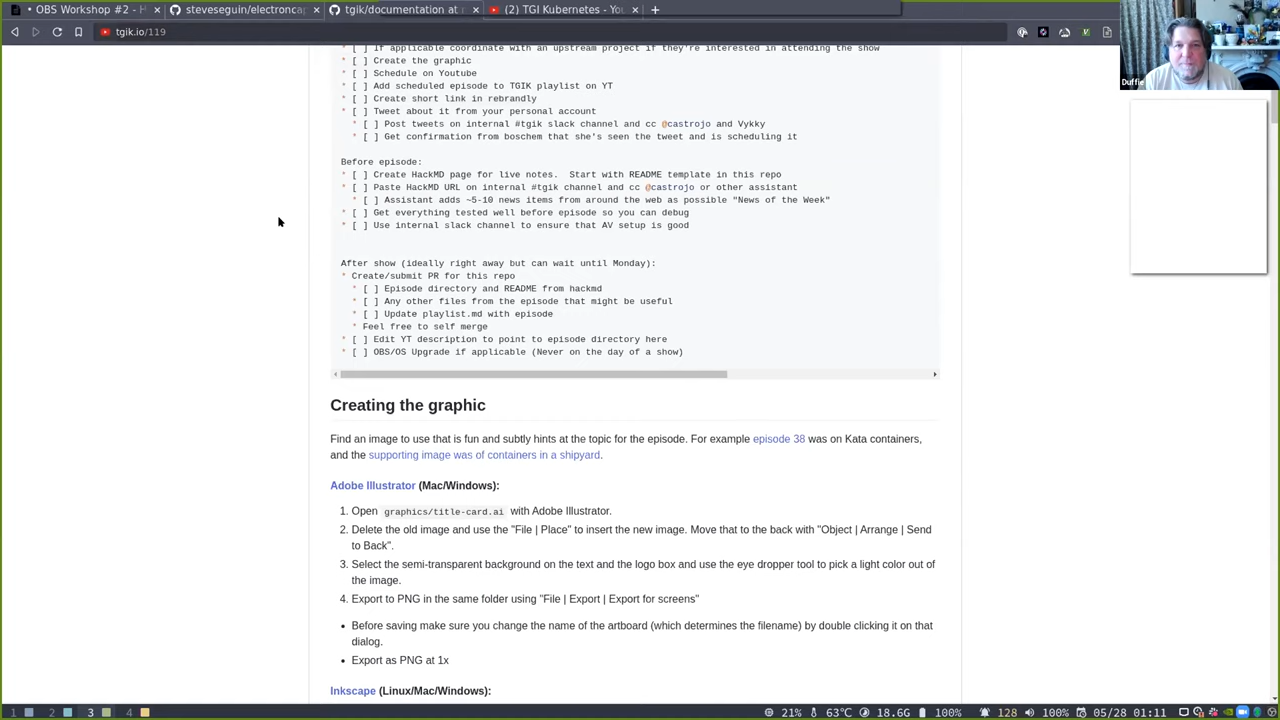 • OBS Workshop #2 - H
steveseguin/electroncap
tgik/documentation at
(2) TGI Kubernetes - You
tgik.io/119
Duffie
* [ ] If applicable coordinate with an upstream project if they're interested in attending the show
* [ ] Create the graphic
* [ ] Schedule on Youtube
* [ ] Add scheduled episode to TGIK playlist on YT
* [ ] Create short link in rebrandly
* [ ] Tweet about it from your personal account
* [ ] Post tweets on internal #tgik slack channel and cc @castrojo and Vykky
* [ ] Get confirmation from boschem that she's seen the tweet and is scheduling it
Before episode:
* [ ] Create HackMD page for live notes.  Start with README template in this repo
* [ ] Paste HackMD URL on internal #tgik channel and cc @castrojo or other assistant
* [ ] Assistant adds ~5-10 news items from around the web as possible "News of the Week"
* [ ] Get everything tested well before episode so you can debug
* [ ] Use internal slack channel to ensure that AV setup is good
After show (ideally right away but can wait until Monday):
* Create/submit PR for this repo
* [ ] Episode directory and README from hackmd
* [ ] Any other files from the episode that might be useful
* [ ] Update playlist.md with episode
* Feel free to self merge
* [ ] Edit YT description to point to episode directory here
* [ ] OBS/OS Upgrade if applicable (Never on the day of a show)
Creating the graphic
Find an image to use that is fun and subtly hints at the topic for the episode. For example episode 38 was on Kata containers,
and the supporting image was of containers in a shipyard.
Adobe Illustrator (Mac/Windows):
1. Open graphics/title-card.ai with Adobe Illustrator.
2. Delete the old image and use the "File | Place" to insert the new image. Move that to the back with "Object | Arrange | Send
to Back".
3. Select the semi-transparent background on the text and the logo box and use the eye dropper tool to pick a light color out of
the image.
4. Export to PNG in the same folder using "File | Export | Export for screens"
• Before saving make sure you change the name of the artboard (which determines the filename) by double clicking it on that
dialog.
• Export as PNG at 1x
Inkscape (Linux/Mac/Windows):
1 2 3 4 21% 63℃ 18.6G 100% 128 100% 05/28 01:11